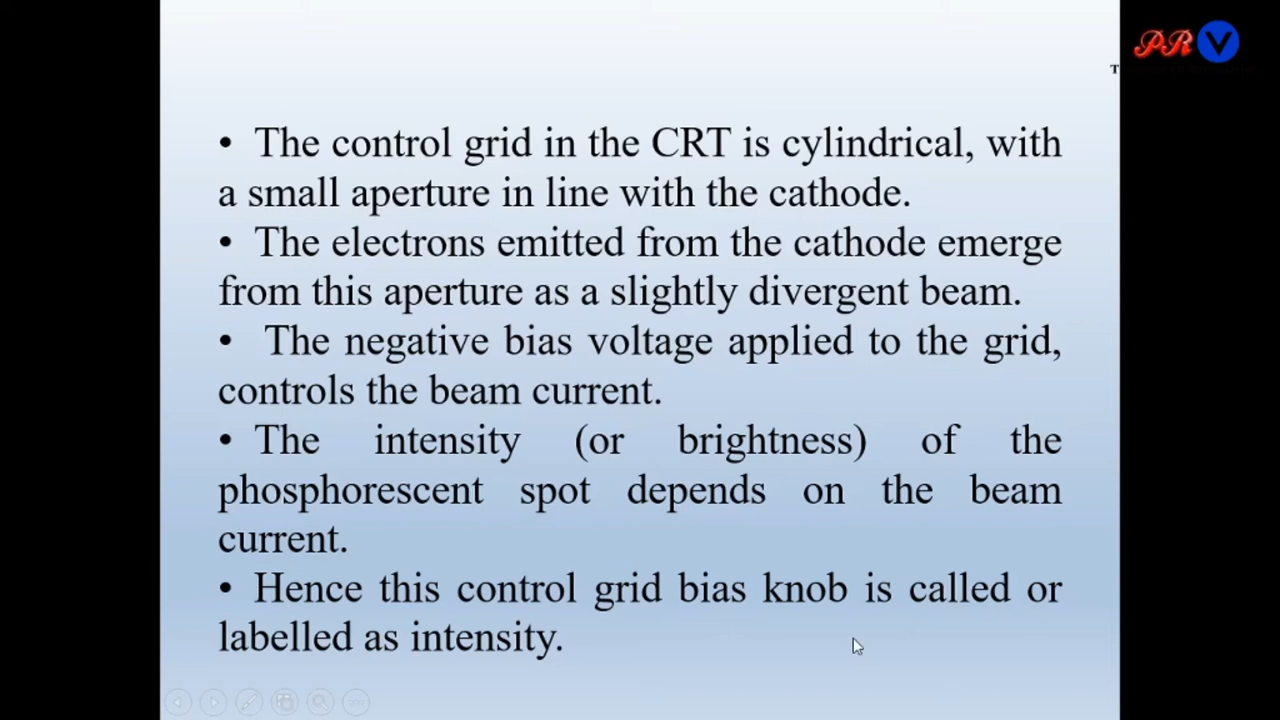 PR V
T
• The control grid in the CRT is cylindrical, with
a small aperture in line with the cathode.
• The electrons emitted from the cathode emerge
from this aperture as a slightly divergent beam.
• The negative bias voltage applied to the grid,
controls the beam current.
• The intensity (or brightness) of the
phosphorescent spot depends on the beam
current.
• Hence this control grid bias knob is called or
labelled as intensity.